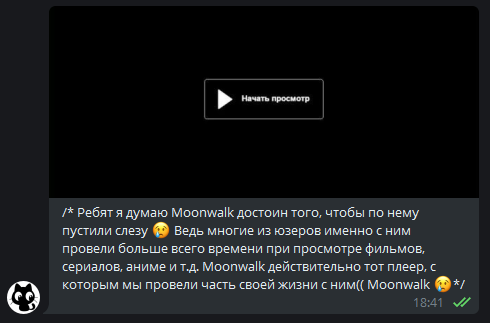 Начать просмотр
/* Ребят я думаю Moonwalk достоин того, чтобы по нему
пустили слезу 😢 Ведь многие из юзеров именно с ним
провели больше всего времени при просмотре фильмов,
сериалов, аниме и т.д. Moonwalk действительно тот плеер, с
которым мы провели часть своей жизни с ним(( Moonwalk 😢*/
18:41